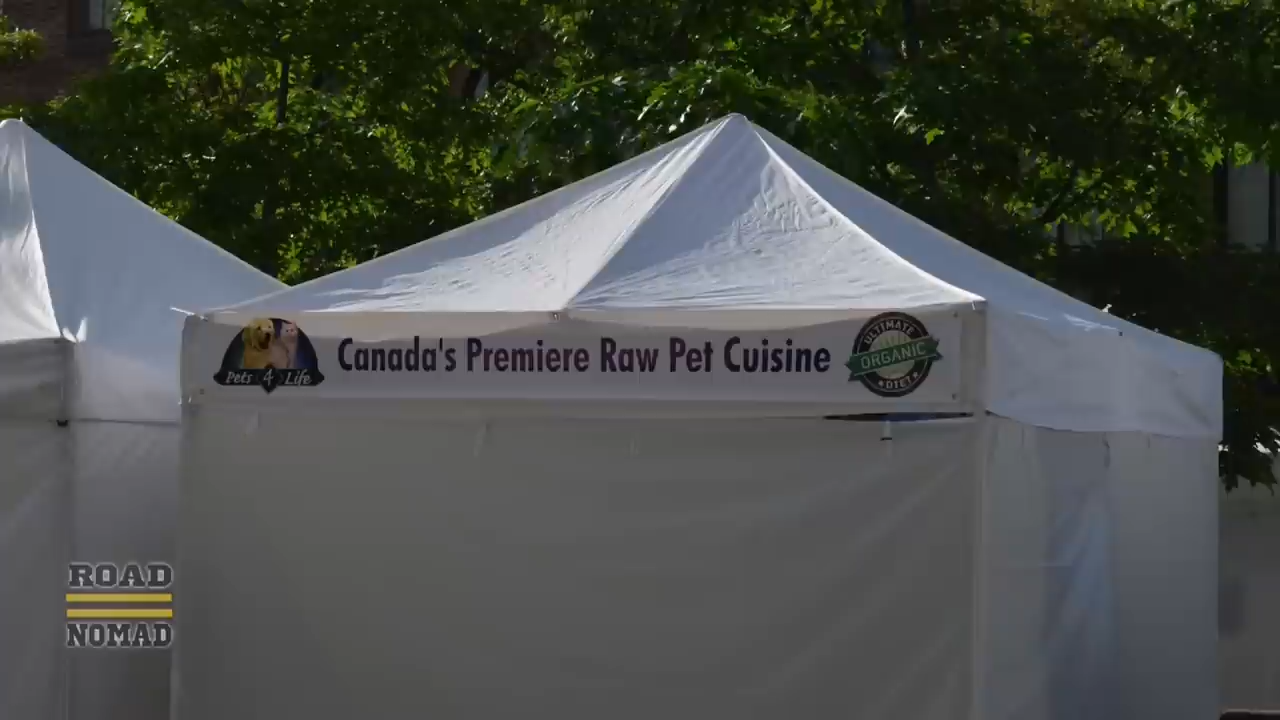 Pets 4 Life
Canada's Premiere Raw Pet Cuisine
ULTIMATE
ORGANIC
DIET
ROAD
NOMAD